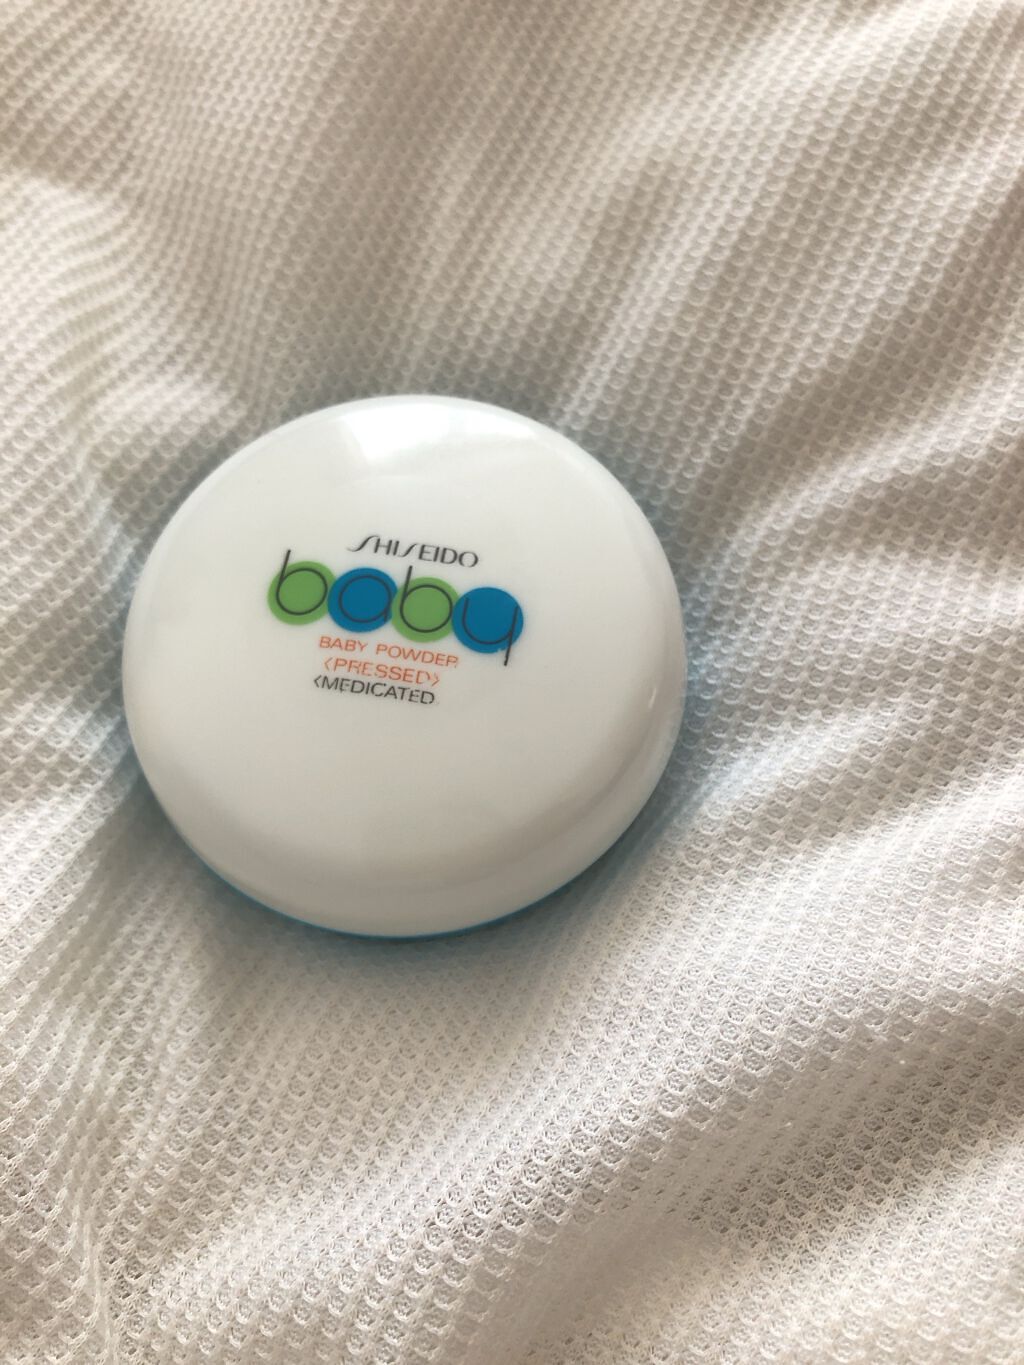 SHISEIDO
baby
BABY POWDER
<PRESSED>
<MEDICATED